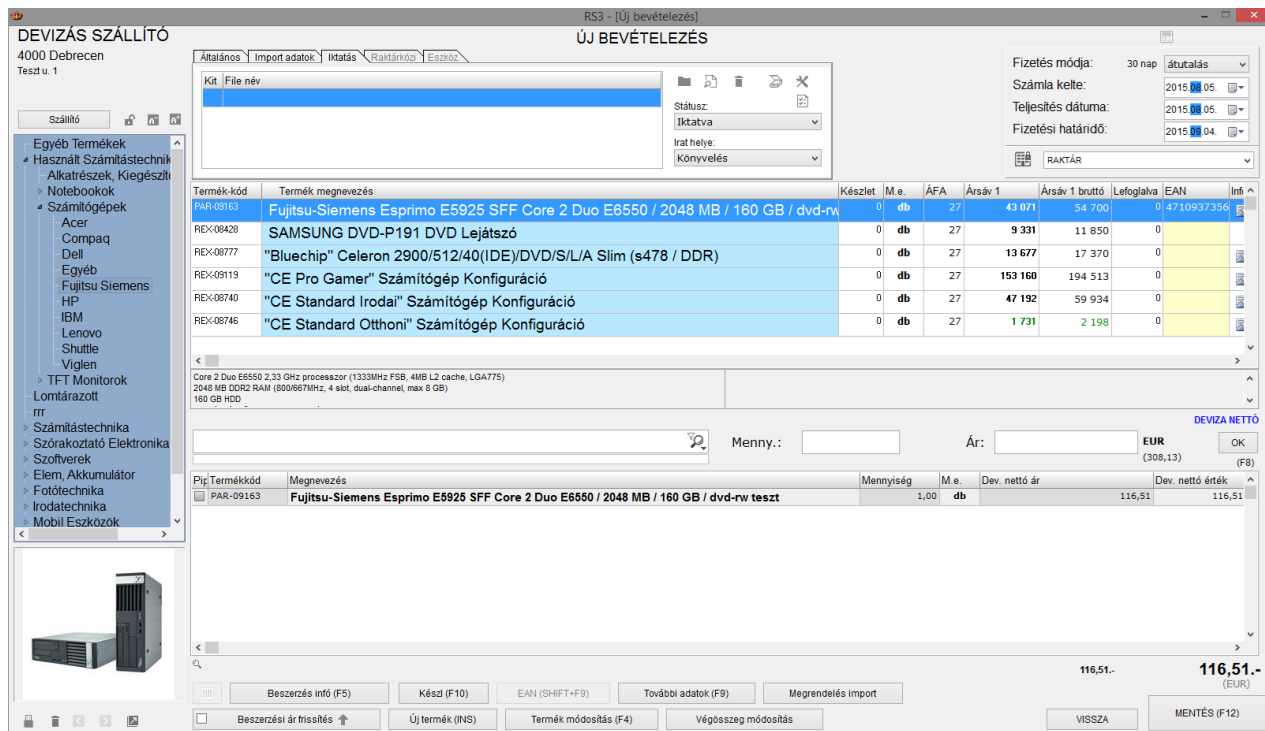 RS3 - [Új bevételezés]
DEVIZÁS SZÁLLÍTÓ
ÚJ BEVÉTELEZÉS
4000 Debrecen
Teszt u. 1
Szállító
Általános
Import adatok
Iktatás
Raktárközi
Eszköz
Kit
File név
Státusz:
Iktatva
Irat helye:
Könyvelés
Fizetés módja: 30 nap átutalás
Számla kelte: 2015.08.05.
Teljesítés dátuma: 2015.08.05.
Fizetési határidő: 2015.09.04.
RAKTÁR
Egyéb Termékek
Használt Számítástechnik
Alkatrészek, Kiegészítő
Notebookok
Számítógépek
Acer
Compaq
Dell
Egyéb
Fujitsu Siemens
HP
IBM
Lenovo
Shuttle
Viglen
TFT Monitorok
Lomtárazott
rrr
Számítástechnika
Szórakoztató Elektronika
Szoftverek
Elem, Akkumulátor
Fotótechnika
Irodatechnika
Mobil Eszközök
Termék-kód Termék megnevezés Készlet M.e. ÁFA Ársáv 1 Ársáv 1 bruttó Lefoglalva EAN Info
PAR-09163 Fujitsu-Siemens Esprimo E5925 SFF Core 2 Duo E6550 / 2048 MB / 160 GB / dvd-rw 0 db 27 43 071 54 700 0 4710937356
REX-08428 SAMSUNG DVD-P191 DVD Lejátszó 0 db 27 9 331 11 850 0
REX-08777 "Bluechip" Celeron 2900/512/40(IDE)/DVD/S/L/A Slim (s478 / DDR) 0 db 27 13 677 17 370 0
REX-09119 "CE Pro Gamer" Számítógép Konfiguráció 0 db 27 153 160 194 513 0
REX-08740 "CE Standard Irodai" Számítógép Konfiguráció 0 db 27 47 192 59 934 0
REX-08746 "CE Standard Otthoni" Számítógép Konfiguráció 0 db 27 1 731 2 198 0
Core 2 Duo E6550 2,33 GHz processzor (1333MHz FSB, 4MB L2 cache, LGA775)
2048 MB DDR2 RAM (800/667MHz, 4 slot, dual-channel, max 8 GB)
160 GB HDD
DEVIZA NETTÓ
Menny.: Ár: EUR OK
(308,13) (F8)
Pip Termékkód Megnevezés Mennyiség M.e. Dev. nettó ár Dev. nettó érték
PAR-09163 Fujitsu-Siemens Esprimo E5925 SFF Core 2 Duo E6550 / 2048 MB / 160 GB / dvd-rw teszt 1,00 db 116,51 116,51
116,51.- 116,51.-
(EUR)
Beszerzés infó (F5)
Készl (F10)
EAN (SHIFT+F9)
További adatok (F9)
Megrendelés import
Beszerzési ár frissítés
Új termék (INS)
Termék módosítás (F4)
Végösszeg módosítás
VISSZA
MENTÉS (F12)